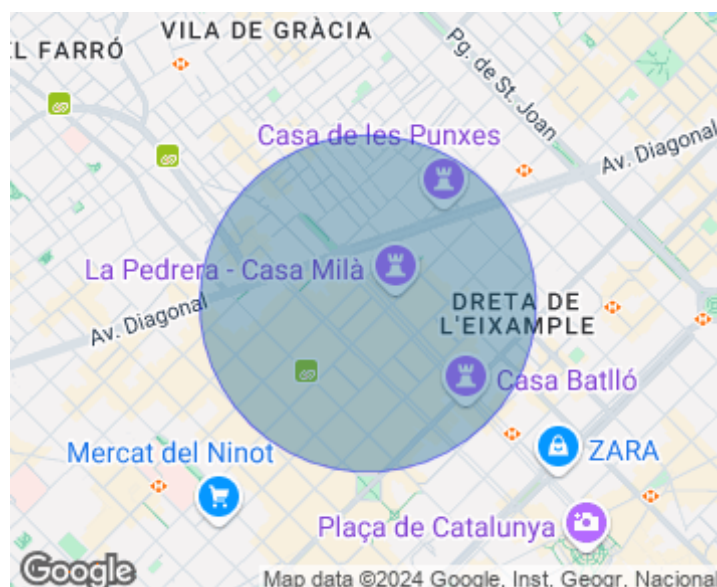 VILA DE GRÀCIA
EL FARRÓ
Pg. de St. Joan
Casa de les Punxes
Av. Diagonal
La Pedrera - Casa Milà
Av. Diagonal
DRETA DE
L'EIXAMPLE
Casa Batlló
Mercat del Ninot
ZARA
Plaça de Catalunya
Google
Map data ©2024 Google, Inst. Geogr. Nacional